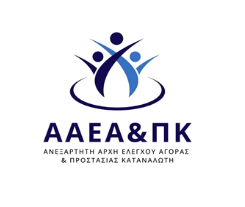 ΑΑΕΑ&ΠΚ
ΑΝΕΞΑΡΤΗΤΗ ΑΡΧΗ ΕΛΕΓΧΟΥ ΑΓΟΡΑΣ
& ΠΡΟΣΤΑΣΙΑΣ ΚΑΤΑΝΑΛΩΤΗ